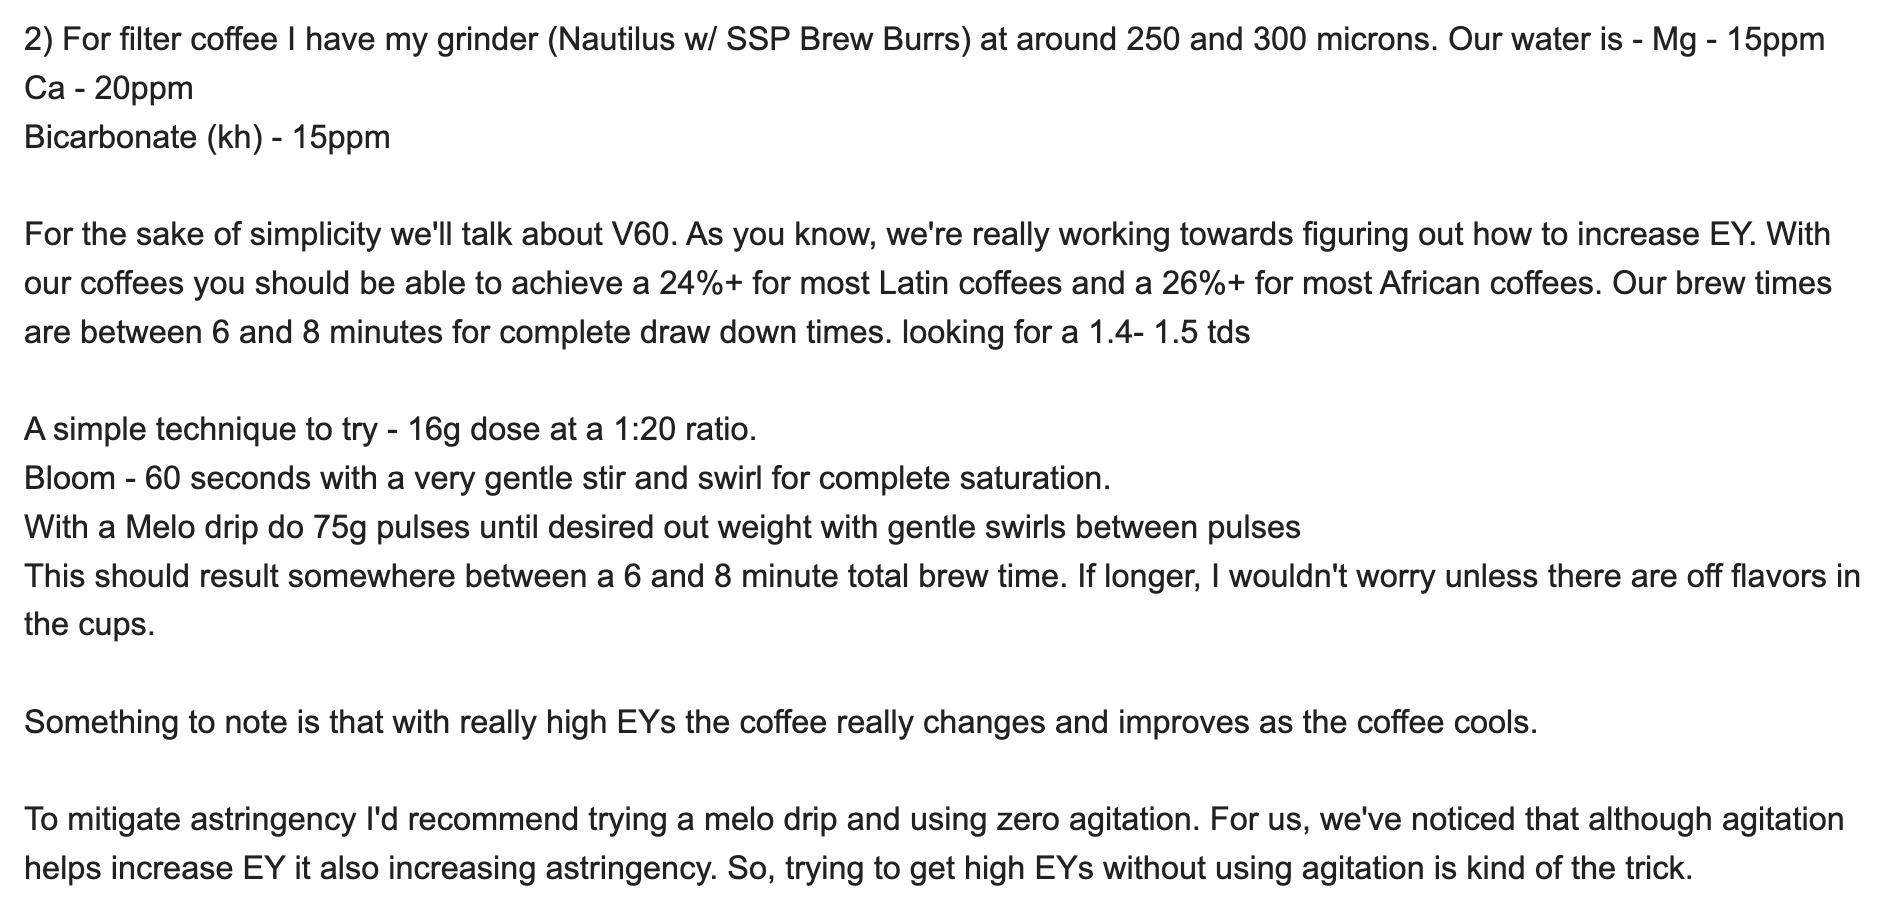 2) For filter coffee I have my grinder (Nautilus w/ SSP Brew Burrs) at around 250 and 300 microns. Our water is - Mg - 15ppm
Ca - 20ppm
Bicarbonate (kh) - 15ppm
For the sake of simplicity we'll talk about V60. As you know, we're really working towards figuring out how to increase EY. With
our coffees you should be able to achieve a 24%+ for most Latin coffees and a 26%+ for most African coffees. Our brew times
are between 6 and 8 minutes for complete draw down times. looking for a 1.4- 1.5 tds
A simple technique to try - 16g dose at a 1:20 ratio.
Bloom - 60 seconds with a very gentle stir and swirl for complete saturation.
With a Melo drip do 75g pulses until desired out weight with gentle swirls between pulses
This should result somewhere between a 6 and 8 minute total brew time. If longer, I wouldn't worry unless there are off flavors in
the cups.
Something to note is that with really high EYs the coffee really changes and improves as the coffee cools.
To mitigate astringency I'd recommend trying a melo drip and using zero agitation. For us, we've noticed that although agitation
helps increase EY it also increasing astringency. So, trying to get high EYs without using agitation is kind of the trick.